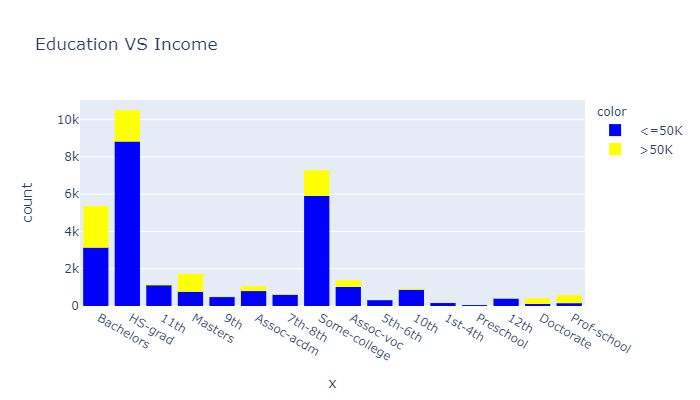 Education VS Income
color
<=50K
>50K
10k
8k
6k
4k
2k
0
count
Bachelors
HS-grad
11th
Masters
9th
Assoc-acdm
7th-8th
Some-college
Assoc-voc
5th-6th
10th
1st-4th
Preschool
12th
Doctorate
Prof-school
x